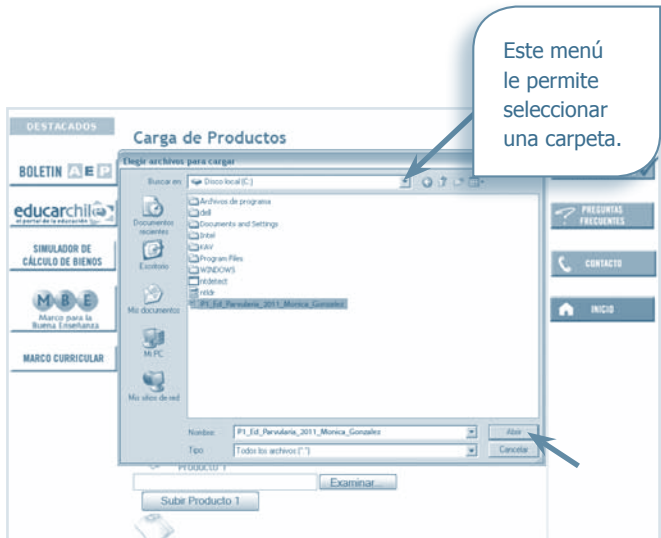 Este menú
le permite
seleccionar
una carpeta.
DESTACADOS
Carga de Productos
BOLETIN AEP
Elegir archivos para cargar
Buscar en:
Disco local (C:)
educarchile
el portal de la educación
SIMULADOR DE
CÁLCULO DE BIENOS
MBE
Marco para la
Buena Enseñanza
MARCO CURRICULAR
Documentos
recientes
Escritorio
Mis documentos
Mi PC
Mis sitios de red
Archivos de programa
dell
Documents and Settings
Intel
KAV
Program Files
WINDOWS
ntdetect
ntldr
P1_Ed_Parvularia_2011_Monica_Gonzalez
PREGUNTAS
FRECUENTES
CONTACTO
INICIO
Nombre:
P1_Ed_Parvularis_2011_Monica_Gonzales
Abrir
Tipo:
Todos los archivos (*.*)
Cancelar
Producto 1
Examinar...
Subir Producto 1